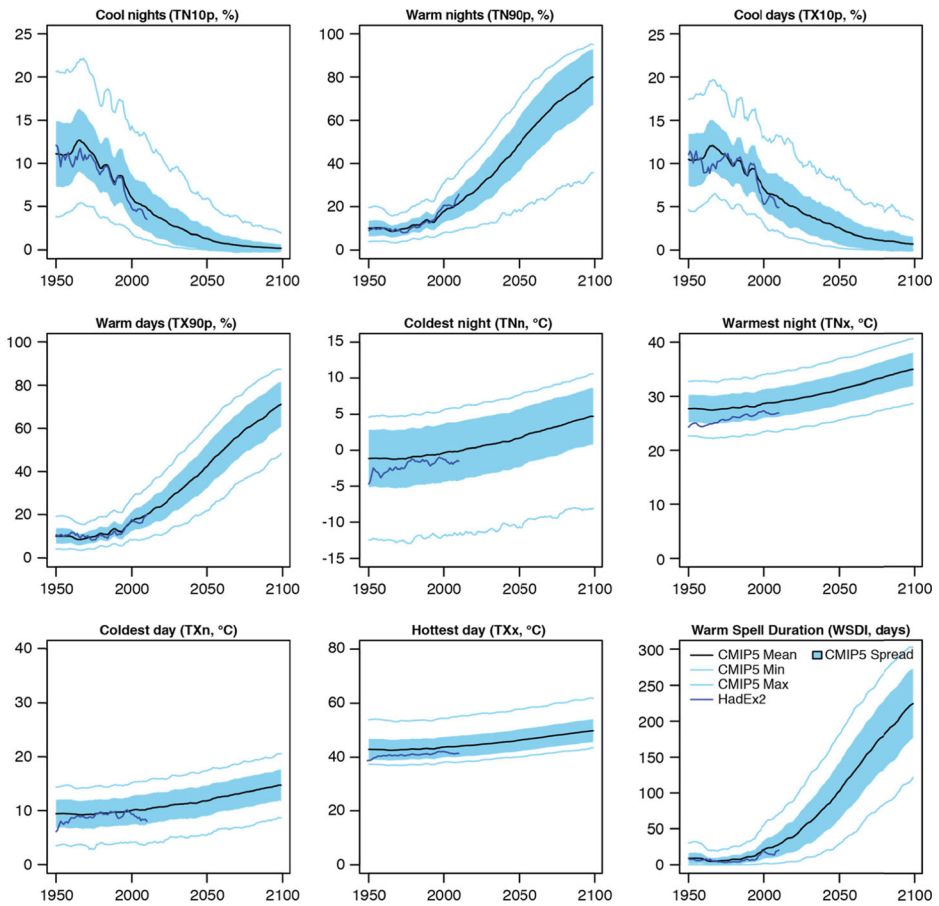 Cool nights (TN10p, %)
25
20
15
10
5
0
1950 2000 2050 2100
Warm nights (TN90p, %)
100
80
60
40
20
0
1950 2000 2050 2100
Cool days (TX10p, %)
25
20
15
10
5
0
1950 2000 2050 2100
Warm days (TX90p, %)
100
80
60
40
20
0
1950 2000 2050 2100
Coldest night (TNn, °C)
15
10
5
0
-5
-10
-15
1950 2000 2050 2100
Warmest night (TNx, °C)
40
30
20
10
0
1950 2000 2050 2100
Coldest day (TXn, °C)
40
30
20
10
0
1950 2000 2050 2100
Hottest day (TXx, °C)
80
60
40
20
0
1950 2000 2050 2100
Warm Spell Duration (WSDI, days)
300
250
200
150
100
50
0
CMIP5 Mean CMIP5 Spread
CMIP5 Min
CMIP5 Max
HadEx2
1950 2000 2050 2100